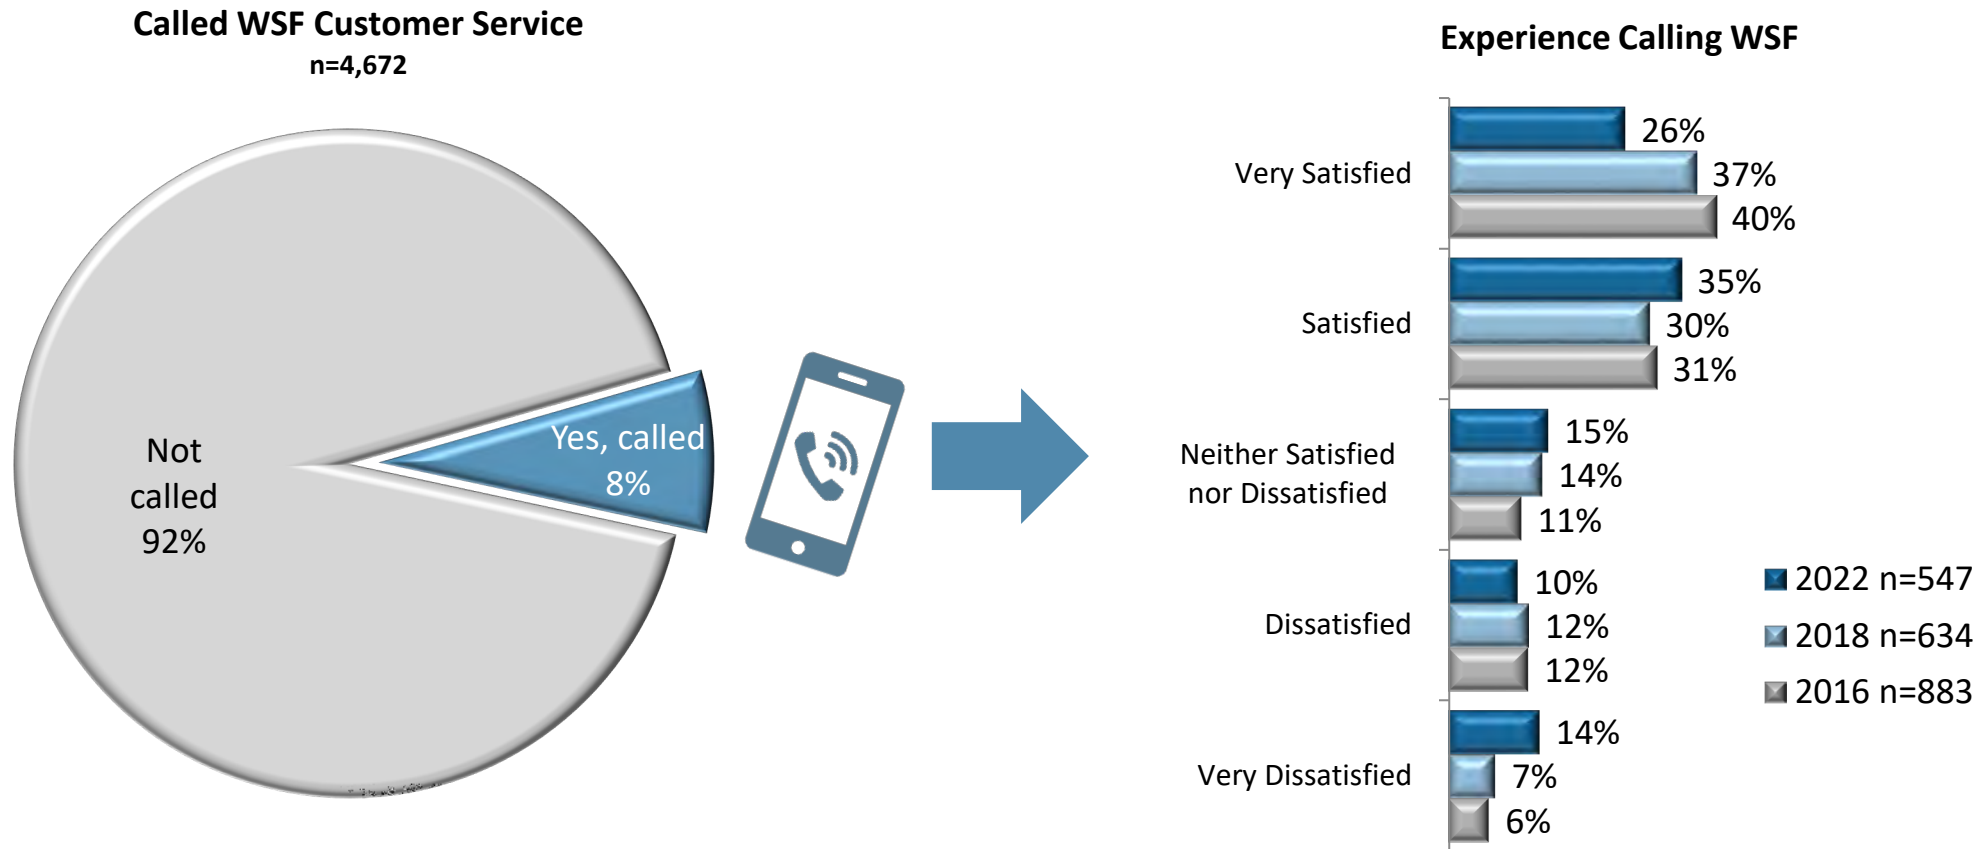 Called WSF Customer Service
n=4,672
Not
called
92%
Yes, called
8%
Experience Calling WSF
Very Satisfied
26%
37%
40%
Satisfied
35%
30%
31%
Neither Satisfied
nor Dissatisfied
15%
14%
11%
Dissatisfied
10%
12%
12%
Very Dissatisfied
14%
7%
6%
2022 n=547
2018 n=634
2016 n=883